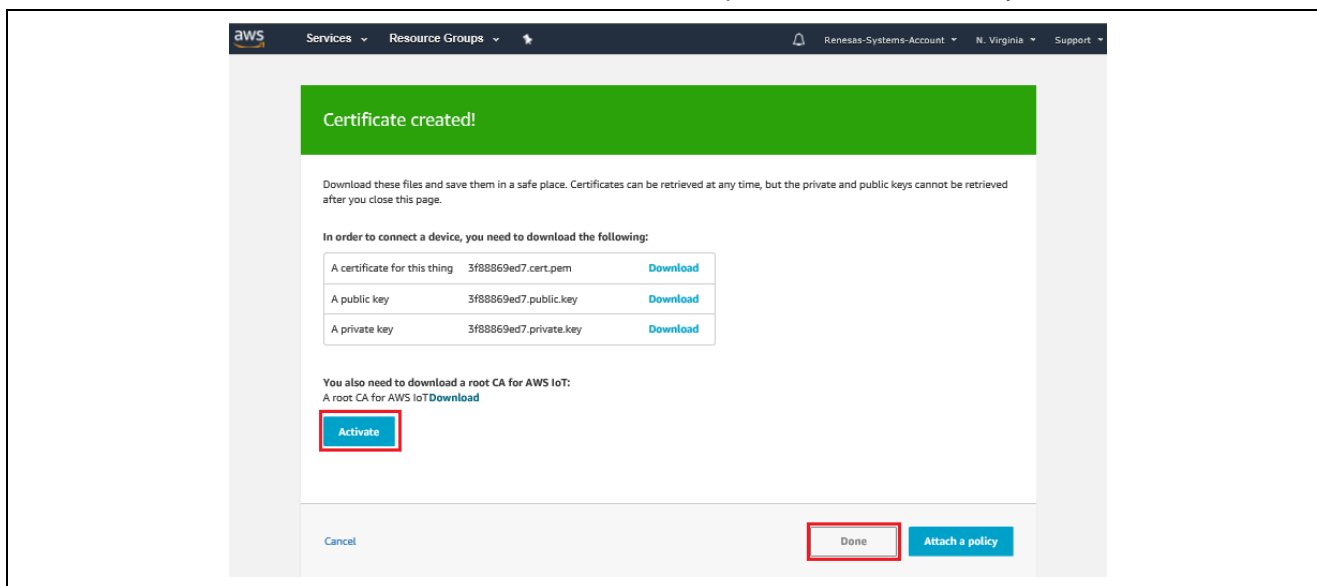 aws Services Resource Groups Renesas-Systems-Account N. Virginia Support
Certificate created!
Download these files and save them in a safe place. Certificates can be retrieved at any time, but the private and public keys cannot be retrieved
after you close this page.
In order to connect a device, you need to download the following:
A certificate for this thing 3f88869ed7.cert.pem Download
A public key 3f88869ed7.public.key Download
A private key 3f88869ed7.private.key Download
You also need to download a root CA for AWS IoT:
A root CA for AWS IoTDownload
Activate
Cancel Done Attach a policy